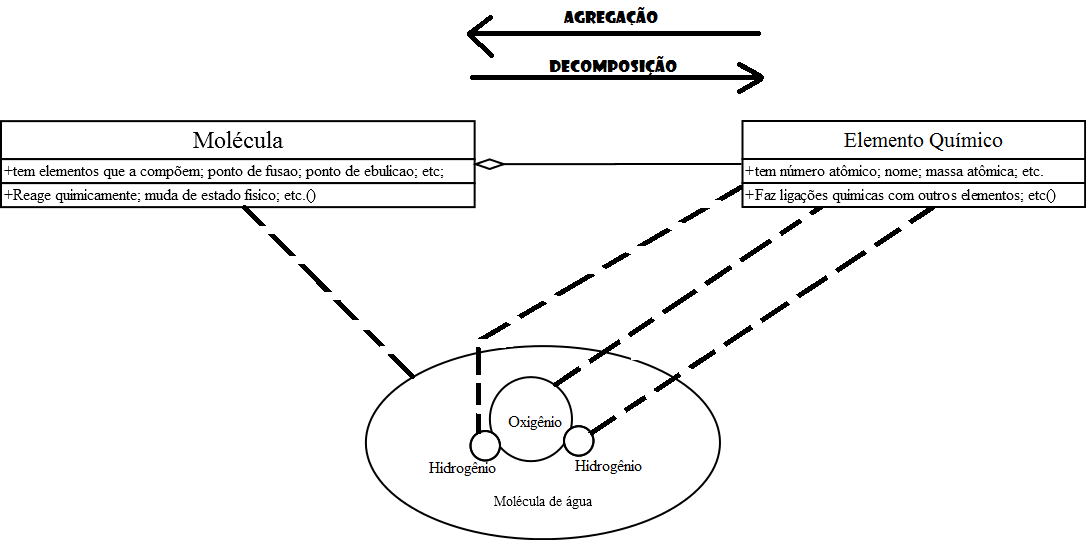 AGREGAÇÃO
DECOMPOSIÇÃO
Molécula
+tem elementos que a compõem; ponto de fusao; ponto de ebulicao; etc;
+Reage quimicamente; muda de estado fisico; etc.()
Elemento Químico
+tem número atômico; nome; massa atômica; etc.
+Faz ligações quimicas com outros elementos; etc()
Oxigênio
Hidrogênio
Hidrogênio
Molécula de água